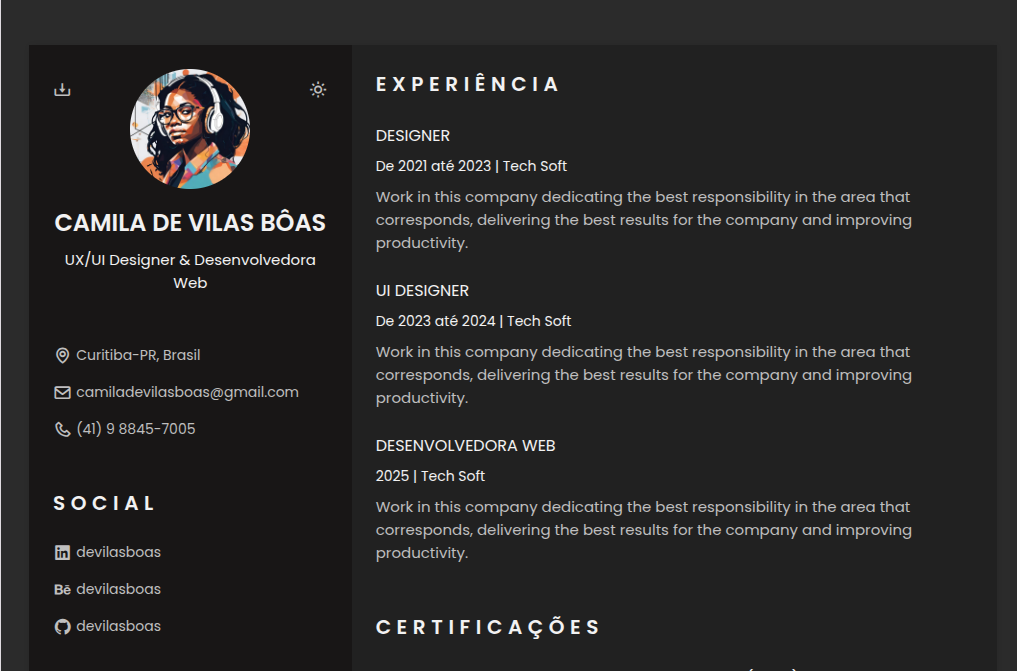 CAMILA DE VILAS BÔAS
UX/UI Designer & Desenvolvedora
Web
Curitiba-PR, Brasil
camiladevilasboas@gmail.com
(41) 9 8845-7005
SOCIAL
devilasboas
Bē devilasboas
devilasboas
EXPERIÊNCIA
DESIGNER
De 2021 até 2023 | Tech Soft
Work in this company dedicating the best responsibility in the area that
corresponds, delivering the best results for the company and improving
productivity.
UI DESIGNER
De 2023 até 2024 | Tech Soft
Work in this company dedicating the best responsibility in the area that
corresponds, delivering the best results for the company and improving
productivity.
DESENVOLVEDORA WEB
2025 | Tech Soft
Work in this company dedicating the best responsibility in the area that
corresponds, delivering the best results for the company and improving
productivity.
CERTIFICAÇÕES